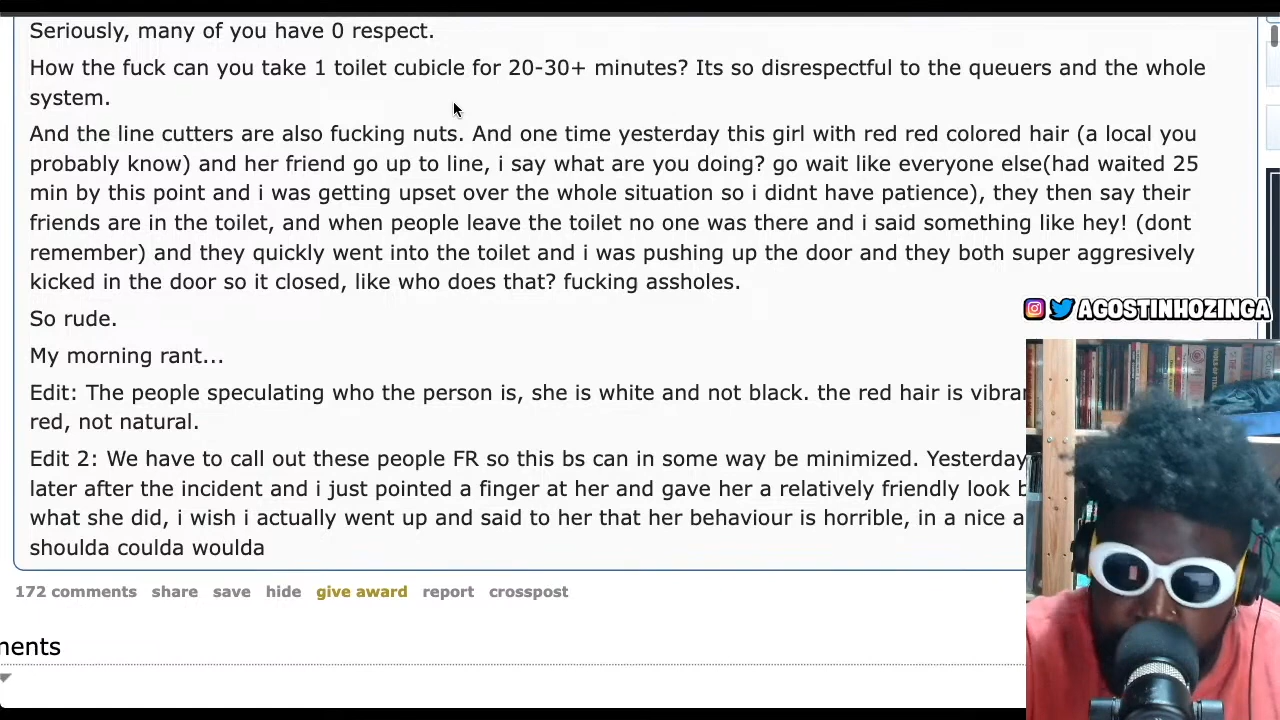 Seriously, many of you have 0 respect.
How the fuck can you take 1 toilet cubicle for 20-30+ minutes? Its so disrespectful to the queuers and the whole
system.
And the line cutters are also fucking nuts. And one time yesterday this girl with red red colored hair (a local you
probably know) and her friend go up to line, i say what are you doing? go wait like everyone else(had waited 25
min by this point and i was getting upset over the whole situation so i didnt have patience), they then say their
friends are in the toilet, and when people leave the toilet no one was there and i said something like hey! (dont
remember) and they quickly went into the toilet and i was pushing up the door and they both super aggresively
kicked in the door so it closed, like who does that? fucking assholes.
AGOSTINHOZINGA
So rude.
My morning rant...
Edit: The people speculating who the person is, she is white and not black. the red hair is
red, not natural.
Edit 2: We have to call out these people FR so this bs can in some way be minimized. Yesterday
later after the incident and i just pointed a finger at her and gave her a relatively friendly look
what she did, i wish i actually went up and said to her that her behaviour is horrible, in a nice
shoulda coulda woulda
172 comments share save hide give award report crosspost